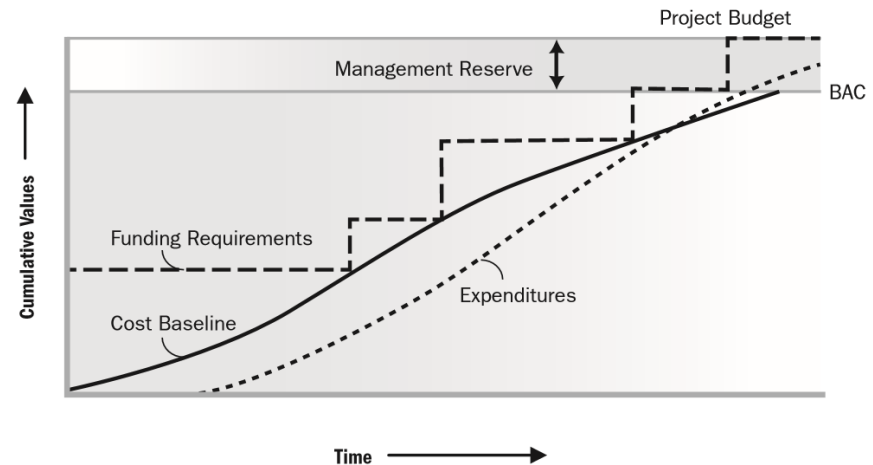 Project Budget
Management Reserve
BAC
Cumulative Values
Funding Requirements
Expenditures
Cost Baseline
Time